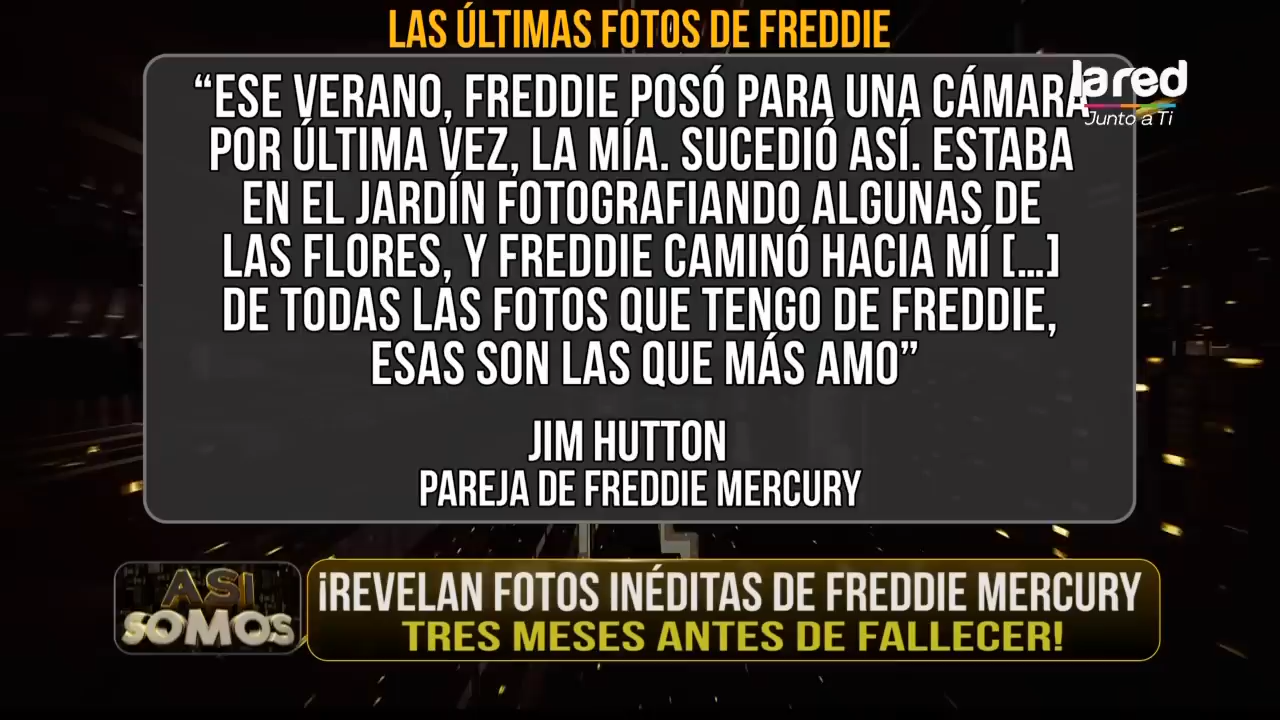 LAS ÚLTIMAS FOTOS DE FREDDIE
la red
Junto a Ti
“ESE VERANO, FREDDIE POSÓ PARA UNA CÁMARA
POR ÚLTIMA VEZ, LA MÍA. SUCEDIÓ ASÍ. ESTABA
EN EL JARDÍN FOTOGRAFIANDO ALGUNAS DE
LAS FLORES, Y FREDDIE CAMINÓ HACIA MÍ [...]
DE TODAS LAS FOTOS QUE TENGO DE FREDDIE,
ESAS SON LAS QUE MÁS AMO”
JIM HUTTON
PAREJA DE FREDDIE MERCURY
ASI
SOMOS
¡REVELAN FOTOS INÉDITAS DE FREDDIE MERCURY
TRES MESES ANTES DE FALLECER!